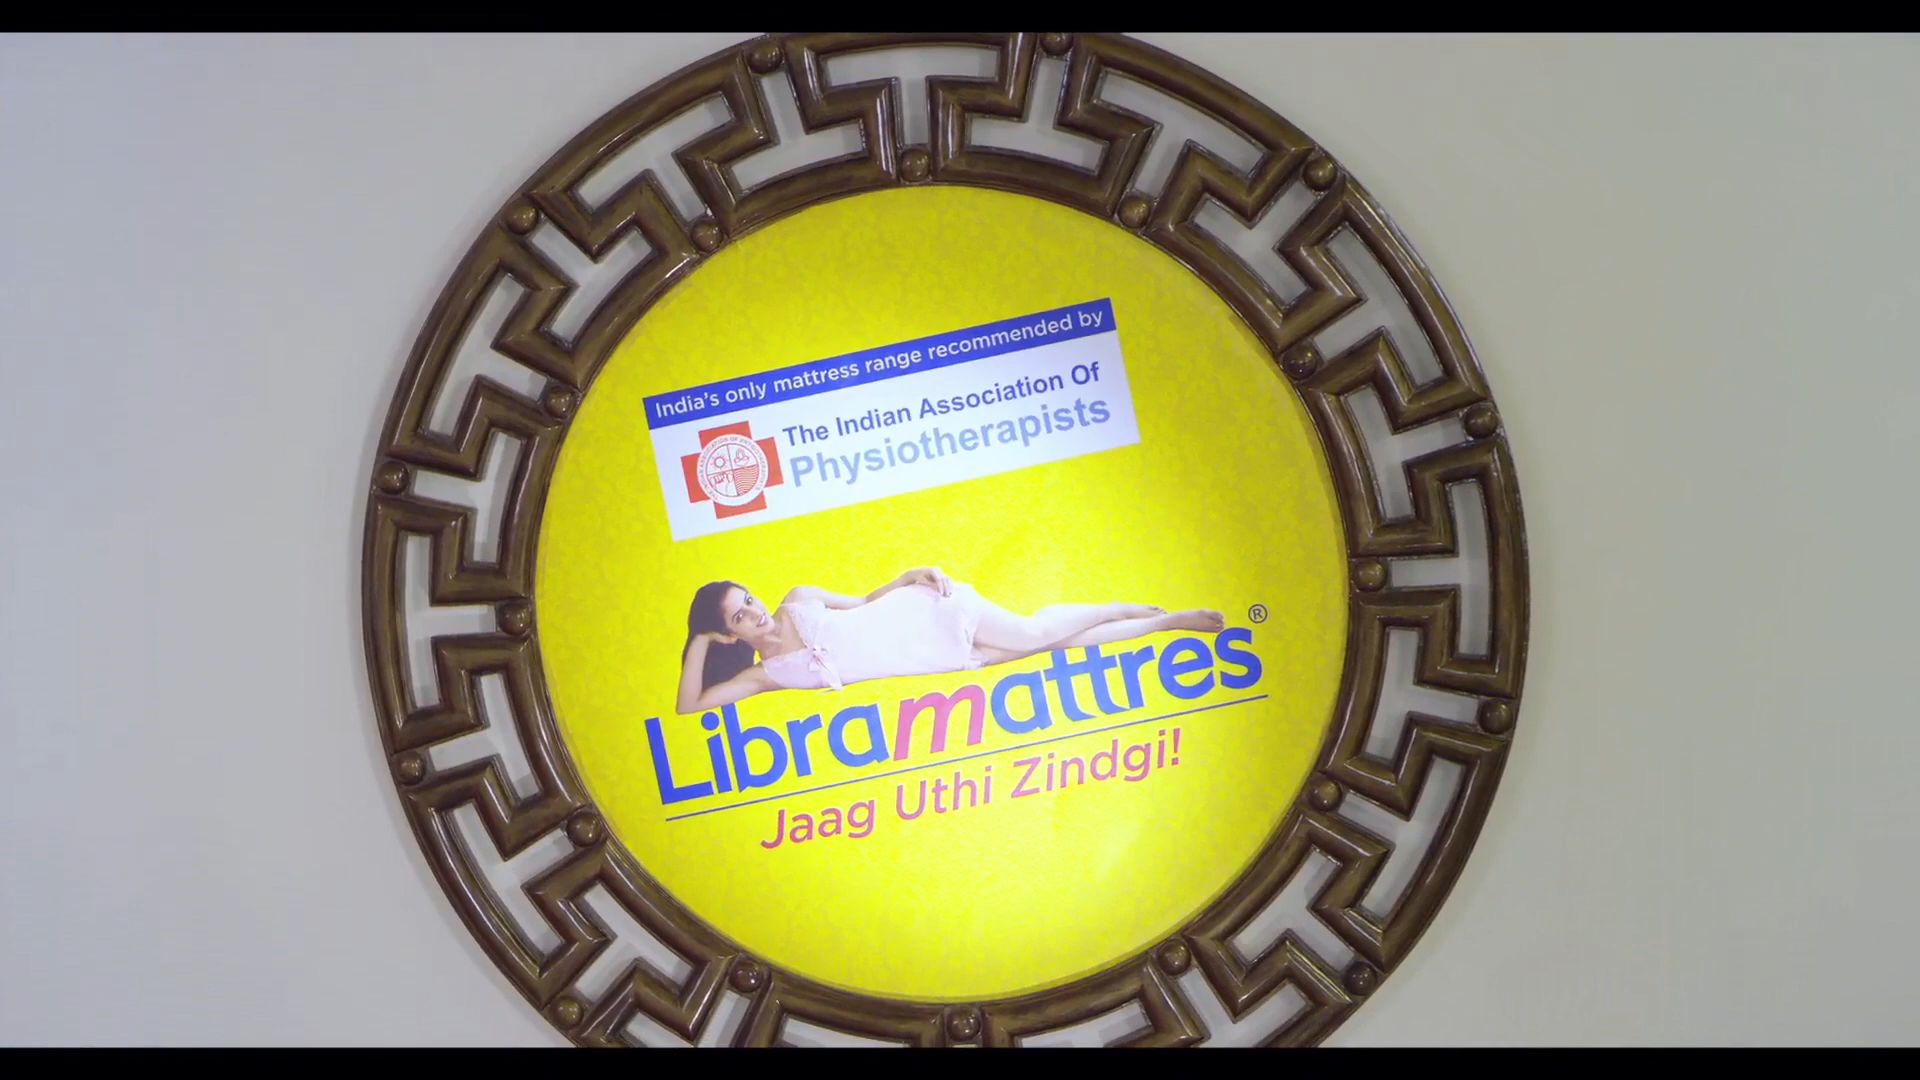 India's only mattress range recommended by
The Indian Association Of
Physiotherapists
Libramattres®
Jaag Uthi Zindgi!